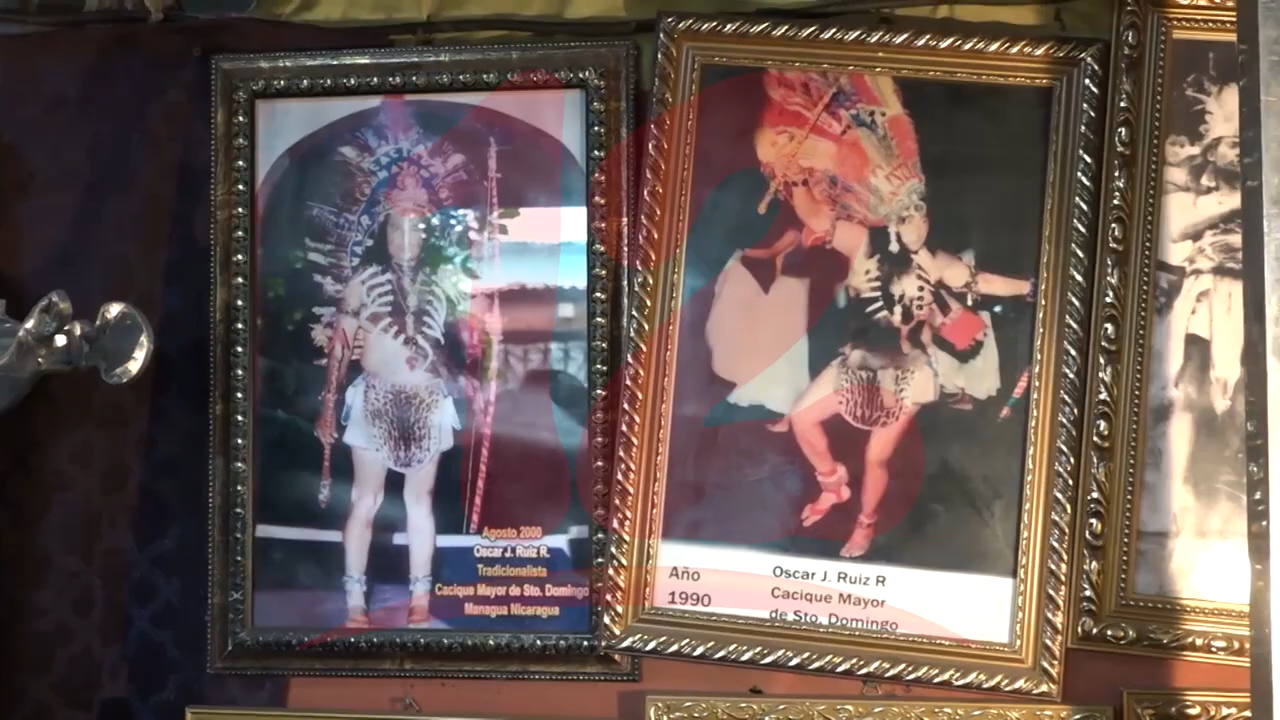 Agosto 2000
Oscar J. Ruiz R.
Tradicionalista
Cacique Mayor de Sto. Domingo
Managua Nicaragua
Año
1990
Oscar J. Ruiz R
Cacique Mayor
de Sto. Domingo